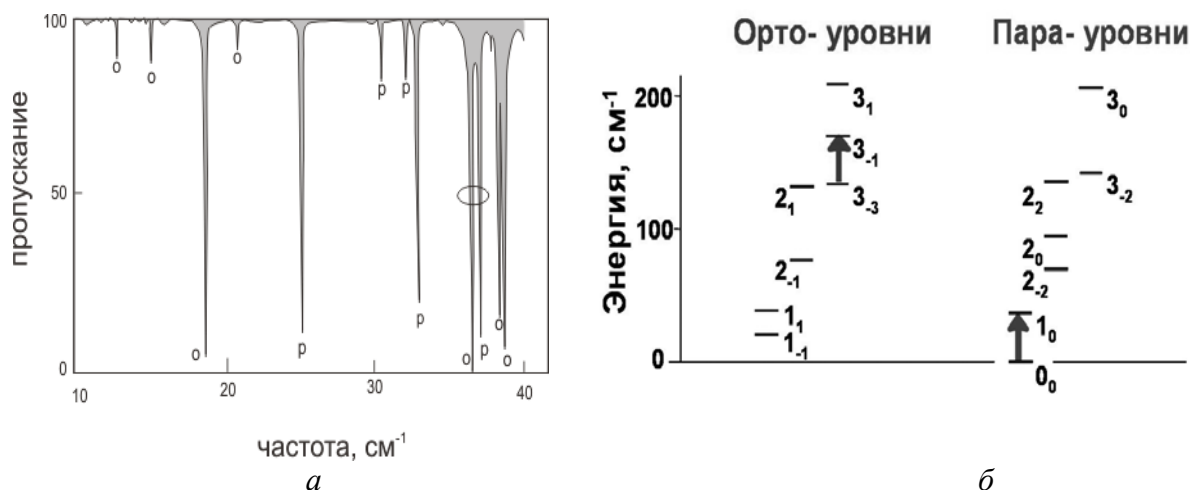 100
50
0
пропускание
o
o
o
o
p
p
p
p
o
p
o
o
10
20
30
40
частота, см⁻¹
а
Орто- уровни Пара- уровни
Энергия, см⁻¹
200
100
0
3₁
3₋₁
3₋₃
2₁
2₋₁
1₁
1₋₁
3₀
3₋₂
2₂
2₀
2₋₂
1₀
0₀
б